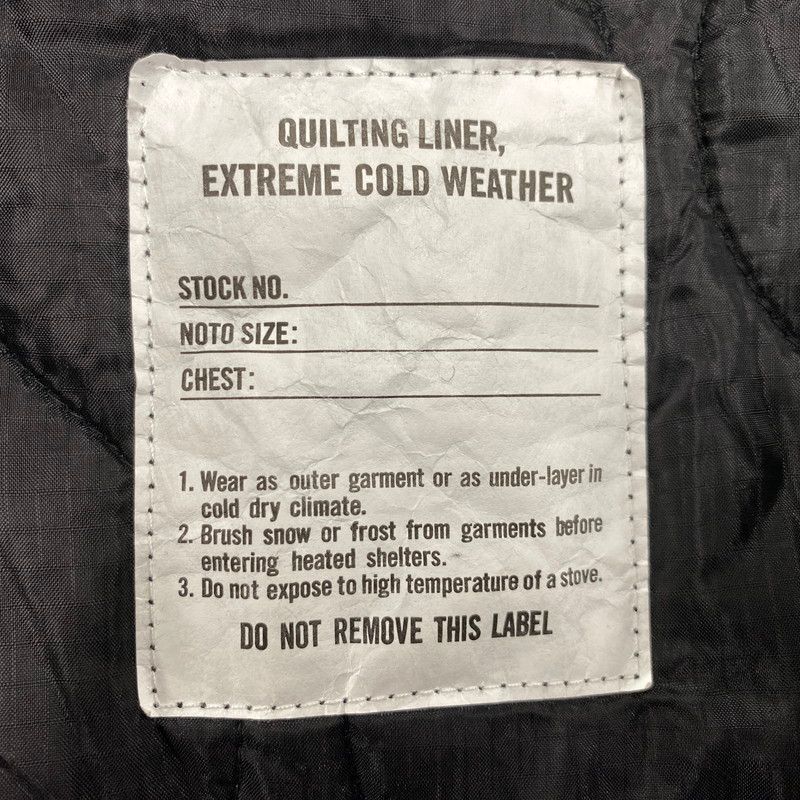 QUILTING LINER,
EXTREME COLD WEATHER
STOCK NO.
NOTO SIZE:
CHEST:
1. Wear as outer garment or as under-layer in
cold dry climate.
2. Brush snow or frost from garments before
entering heated shelters.
3. Do not expose to high temperature of a stove.
DO NOT REMOVE THIS LABEL